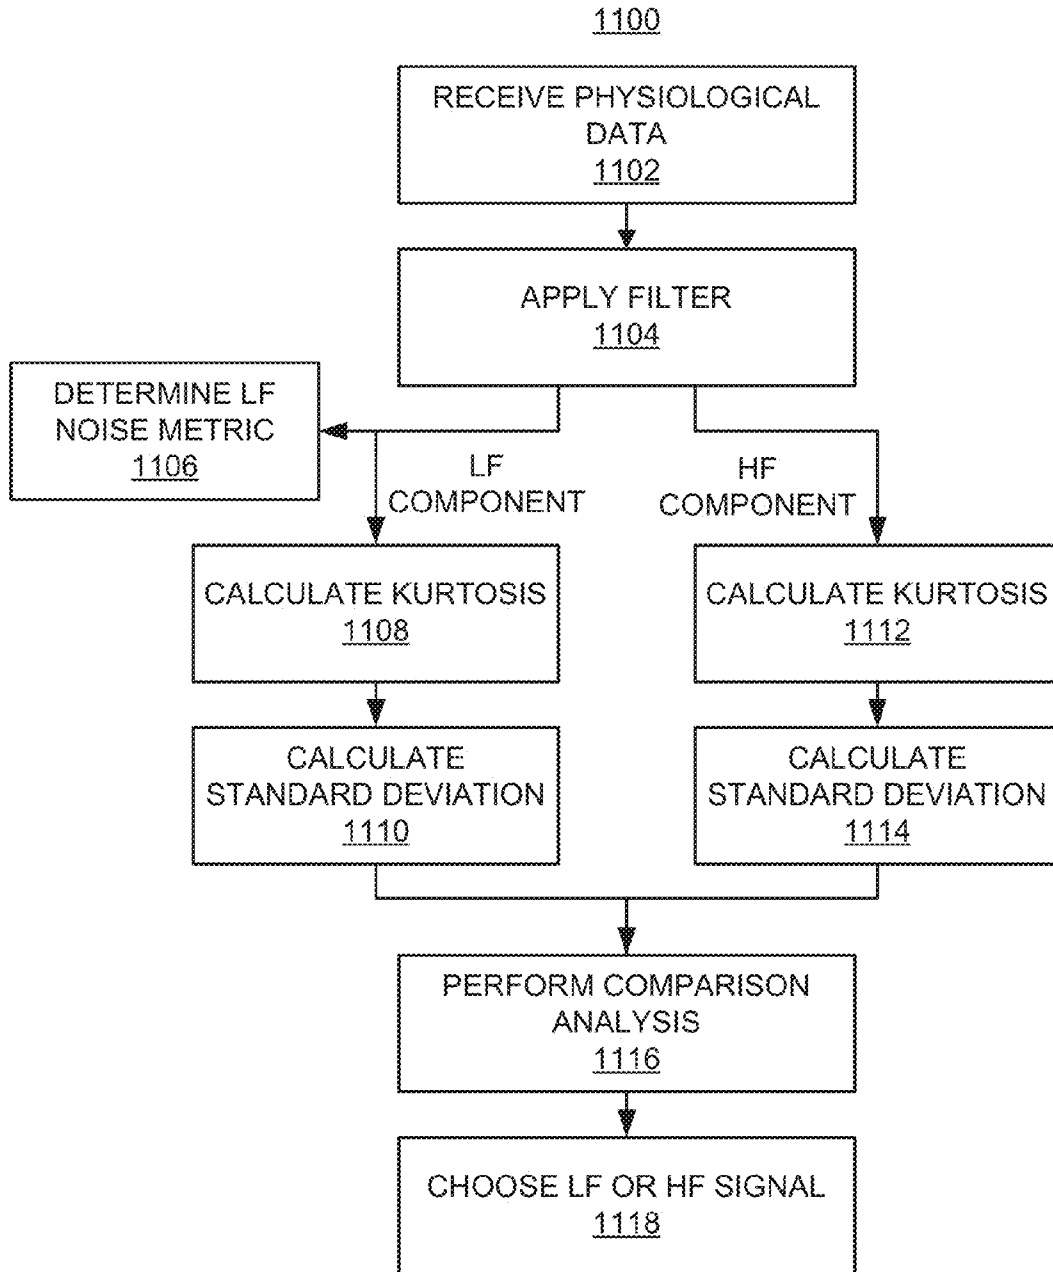 1100
RECEIVE PHYSIOLOGICAL
DATA
1102
APPLY FILTER
1104
DETERMINE LF
NOISE METRIC
1106
LF
COMPONENT
HF
COMPONENT
CALCULATE KURTOSIS
1108
CALCULATE KURTOSIS
1112
CALCULATE
STANDARD DEVIATION
1110
CALCULATE
STANDARD DEVIATION
1114
PERFORM COMPARISON
ANALYSIS
1116
CHOOSE LF OR HF SIGNAL
1118